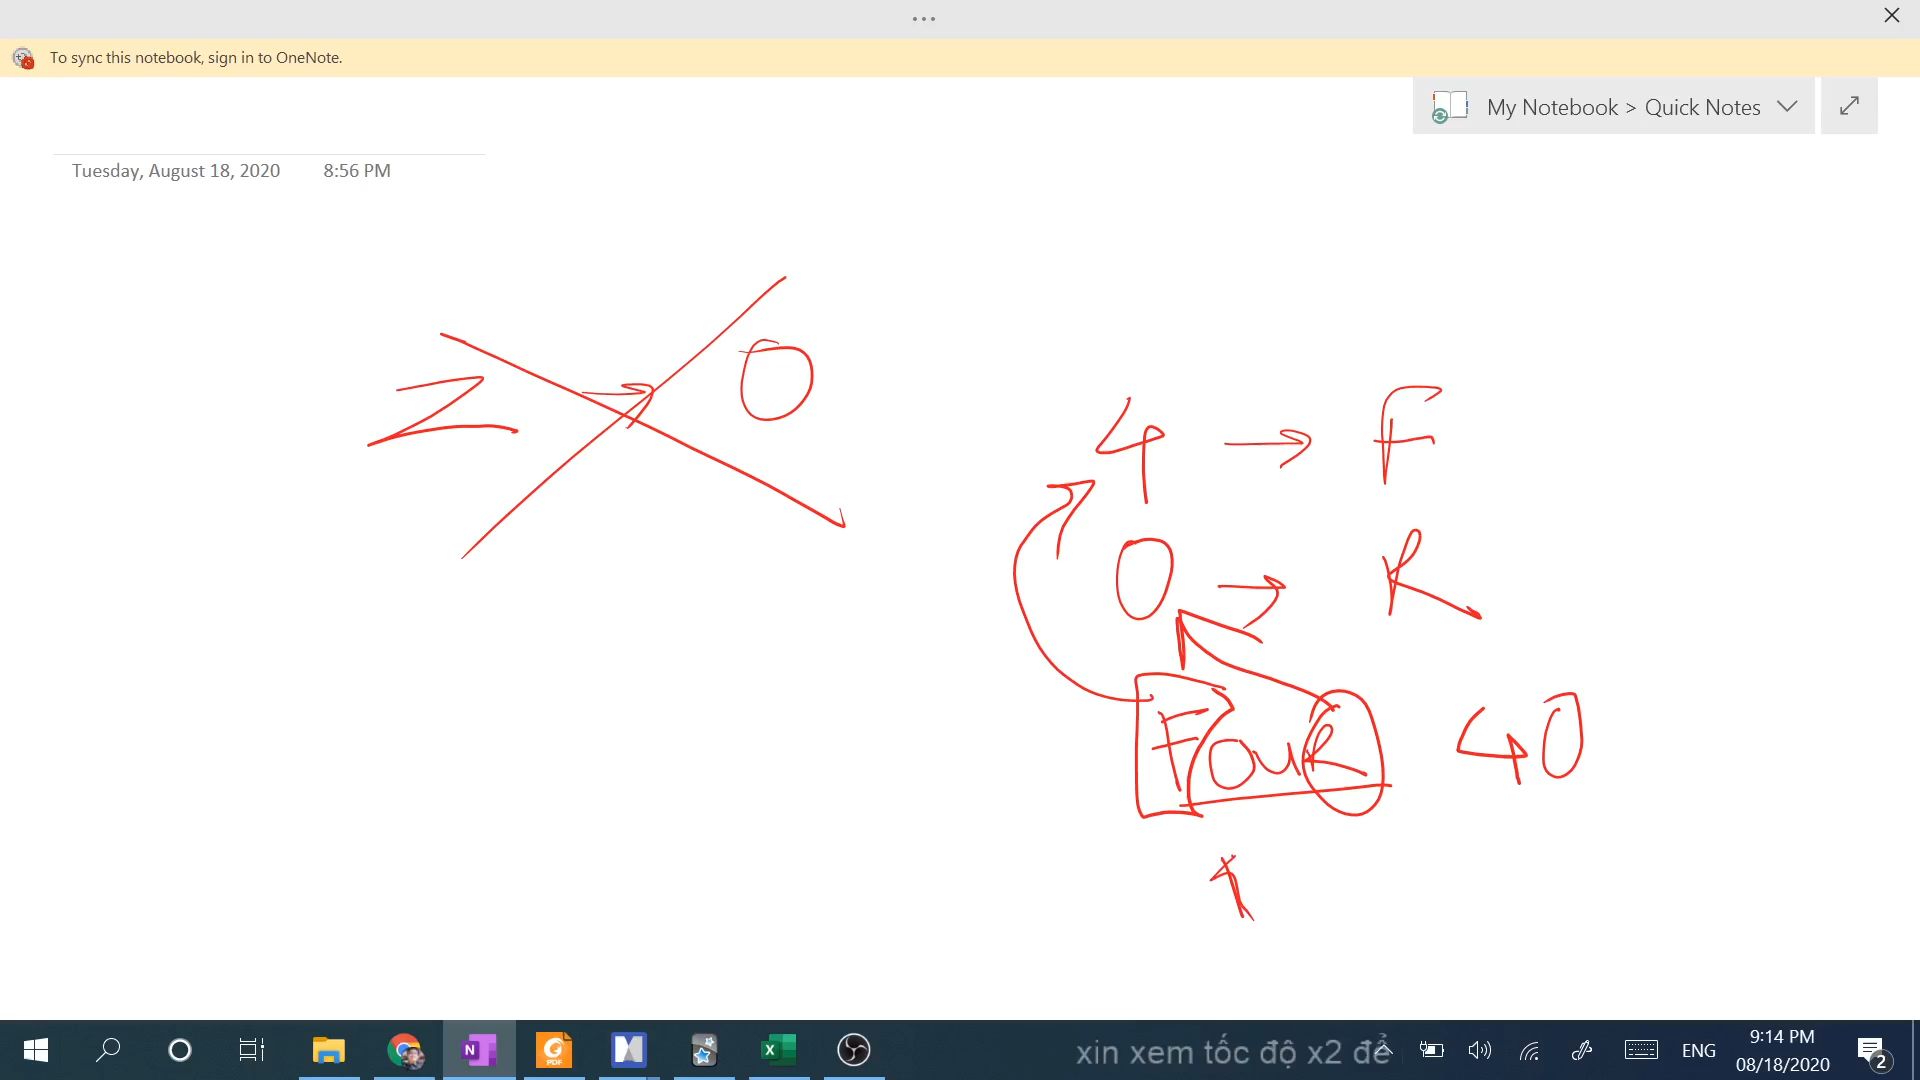 To sync this notebook, sign in to OneNote.
My Notebook > Quick Notes
Tuesday, August 18, 2020 8:56 PM
Z → O
4 → F
0 → R
FouR 40
xin xem tốc độ x2 để
ENG
9:14 PM
08/18/2020
2